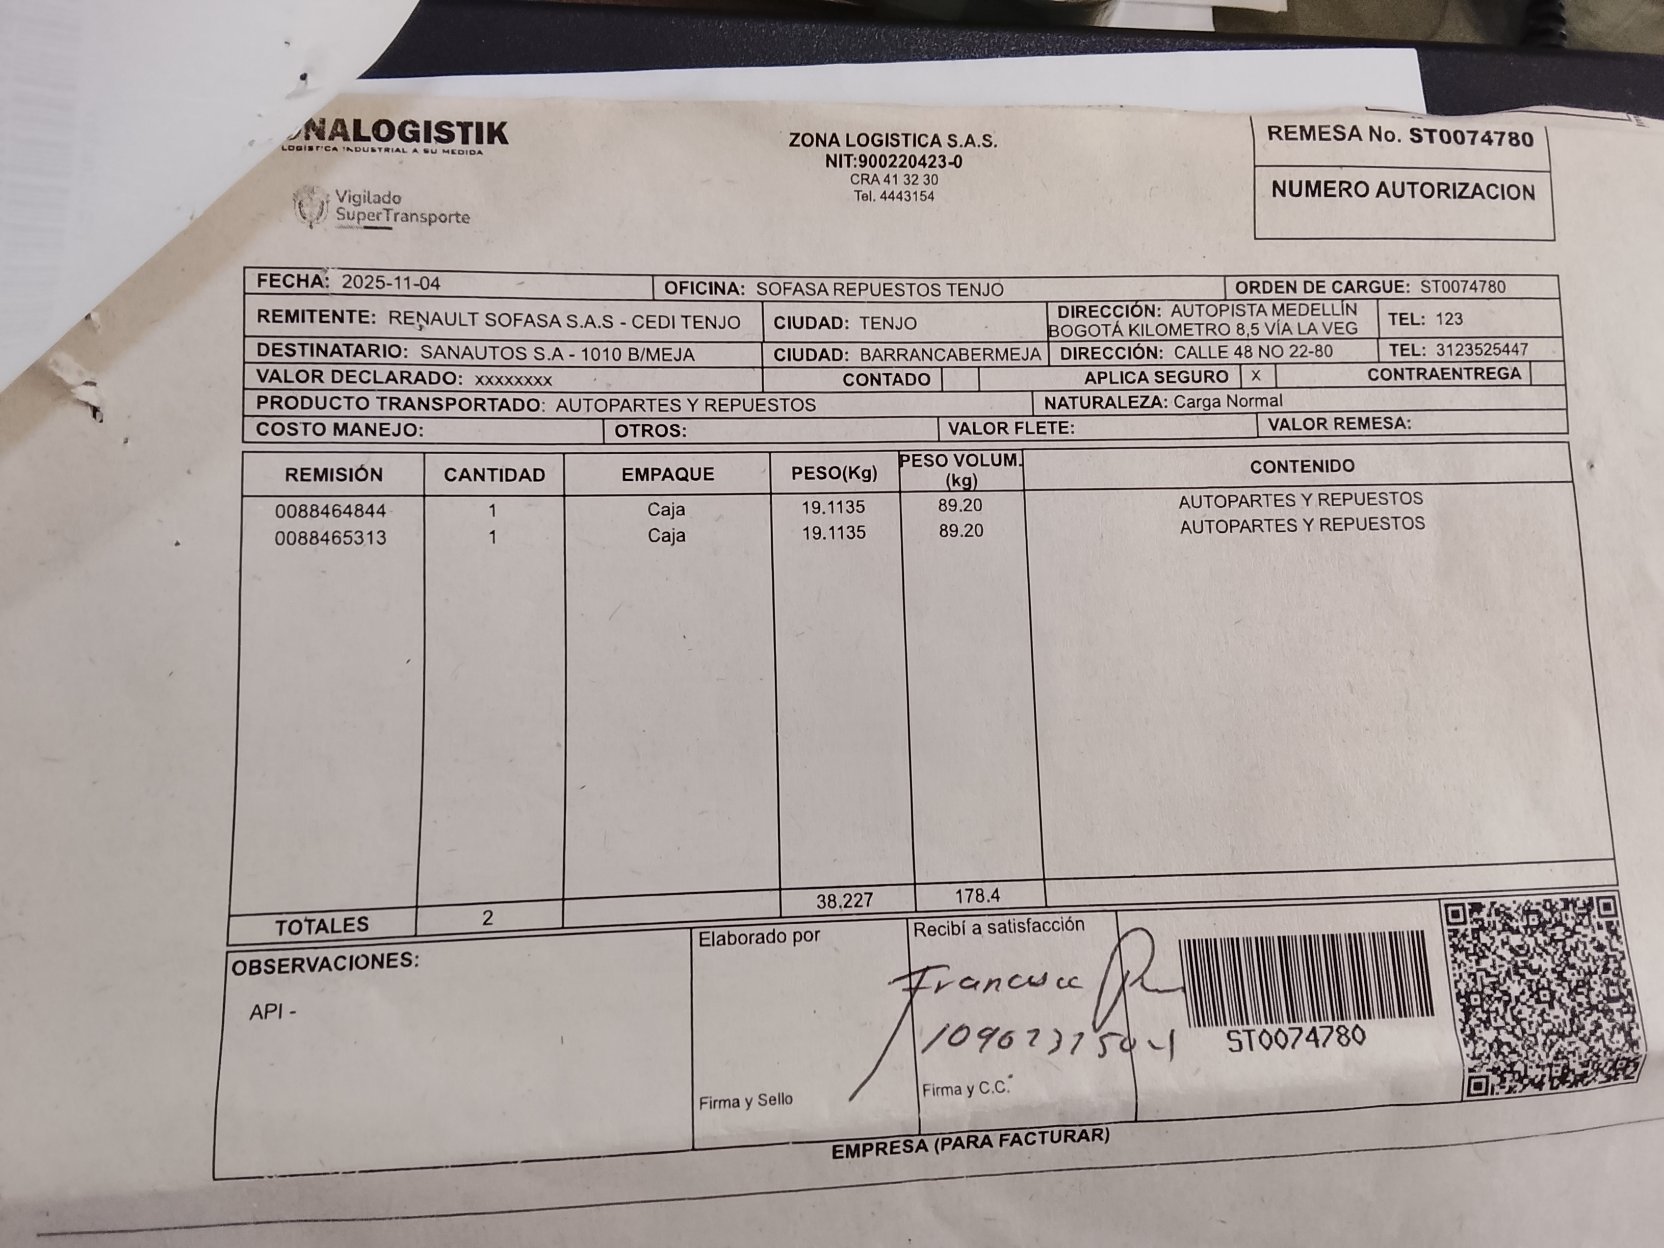 NALOGISTIK
LOGISTICA INDUSTRIAL A SU MEDIDA
Vigilado
SuperTransporte
ZONA LOGISTICA S.A.S.
NIT:900220423-0
CRA 41 32 30
Tel. 4443154
REMESA No. ST0074780
NUMERO AUTORIZACION
FECHA: 2025-11-04 OFICINA: SOFASA REPUESTOS TENJO ORDEN DE CARGUE: ST0074780
REMITENTE: RENAULT SOFASA S.A.S - CEDI TENJO CIUDAD: TENJO DIRECCIÓN: AUTOPISTA MEDELLÍN
BOGOTÁ KILOMETRO 8,5 VÍA LA VEG TEL: 123
DESTINATARIO: SANAUTOS S.A - 1010 B/MEJA CIUDAD: BARRANCABERMEJA DIRECCIÓN: CALLE 48 NO 22-80 TEL: 3123525447
VALOR DECLARADO: xxxxxxxx CONTADO APLICA SEGURO X CONTRAENTREGA
PRODUCTO TRANSPORTADO: AUTOPARTES Y REPUESTOS NATURALEZA: Carga Normal
COSTO MANEJO: OTROS: VALOR FLETE: VALOR REMESA:
REMISIÓN CANTIDAD EMPAQUE PESO(Kg) PESO VOLUM.
(kg) CONTENIDO
0088464844 1 Caja 19.1135 89.20 AUTOPARTES Y REPUESTOS
0088465313 1 Caja 19.1135 89.20 AUTOPARTES Y REPUESTOS
TOTALES 2 38,227 178.4
OBSERVACIONES:
API -
Elaborado por
Firma y Sello
Recibí a satisfacción
Firma y C.C.
ST0074780
EMPRESA (PARA FACTURAR)